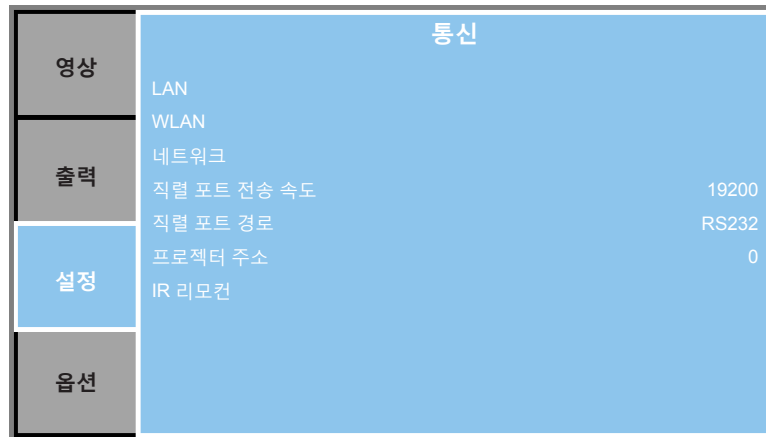 통신
영상
출력
설정
옵션
LAN
WLAN
네트워크
직렬 포트 전송 속도 19200
직렬 포트 경로 RS232
프로젝터 주소 0
IR 리모컨